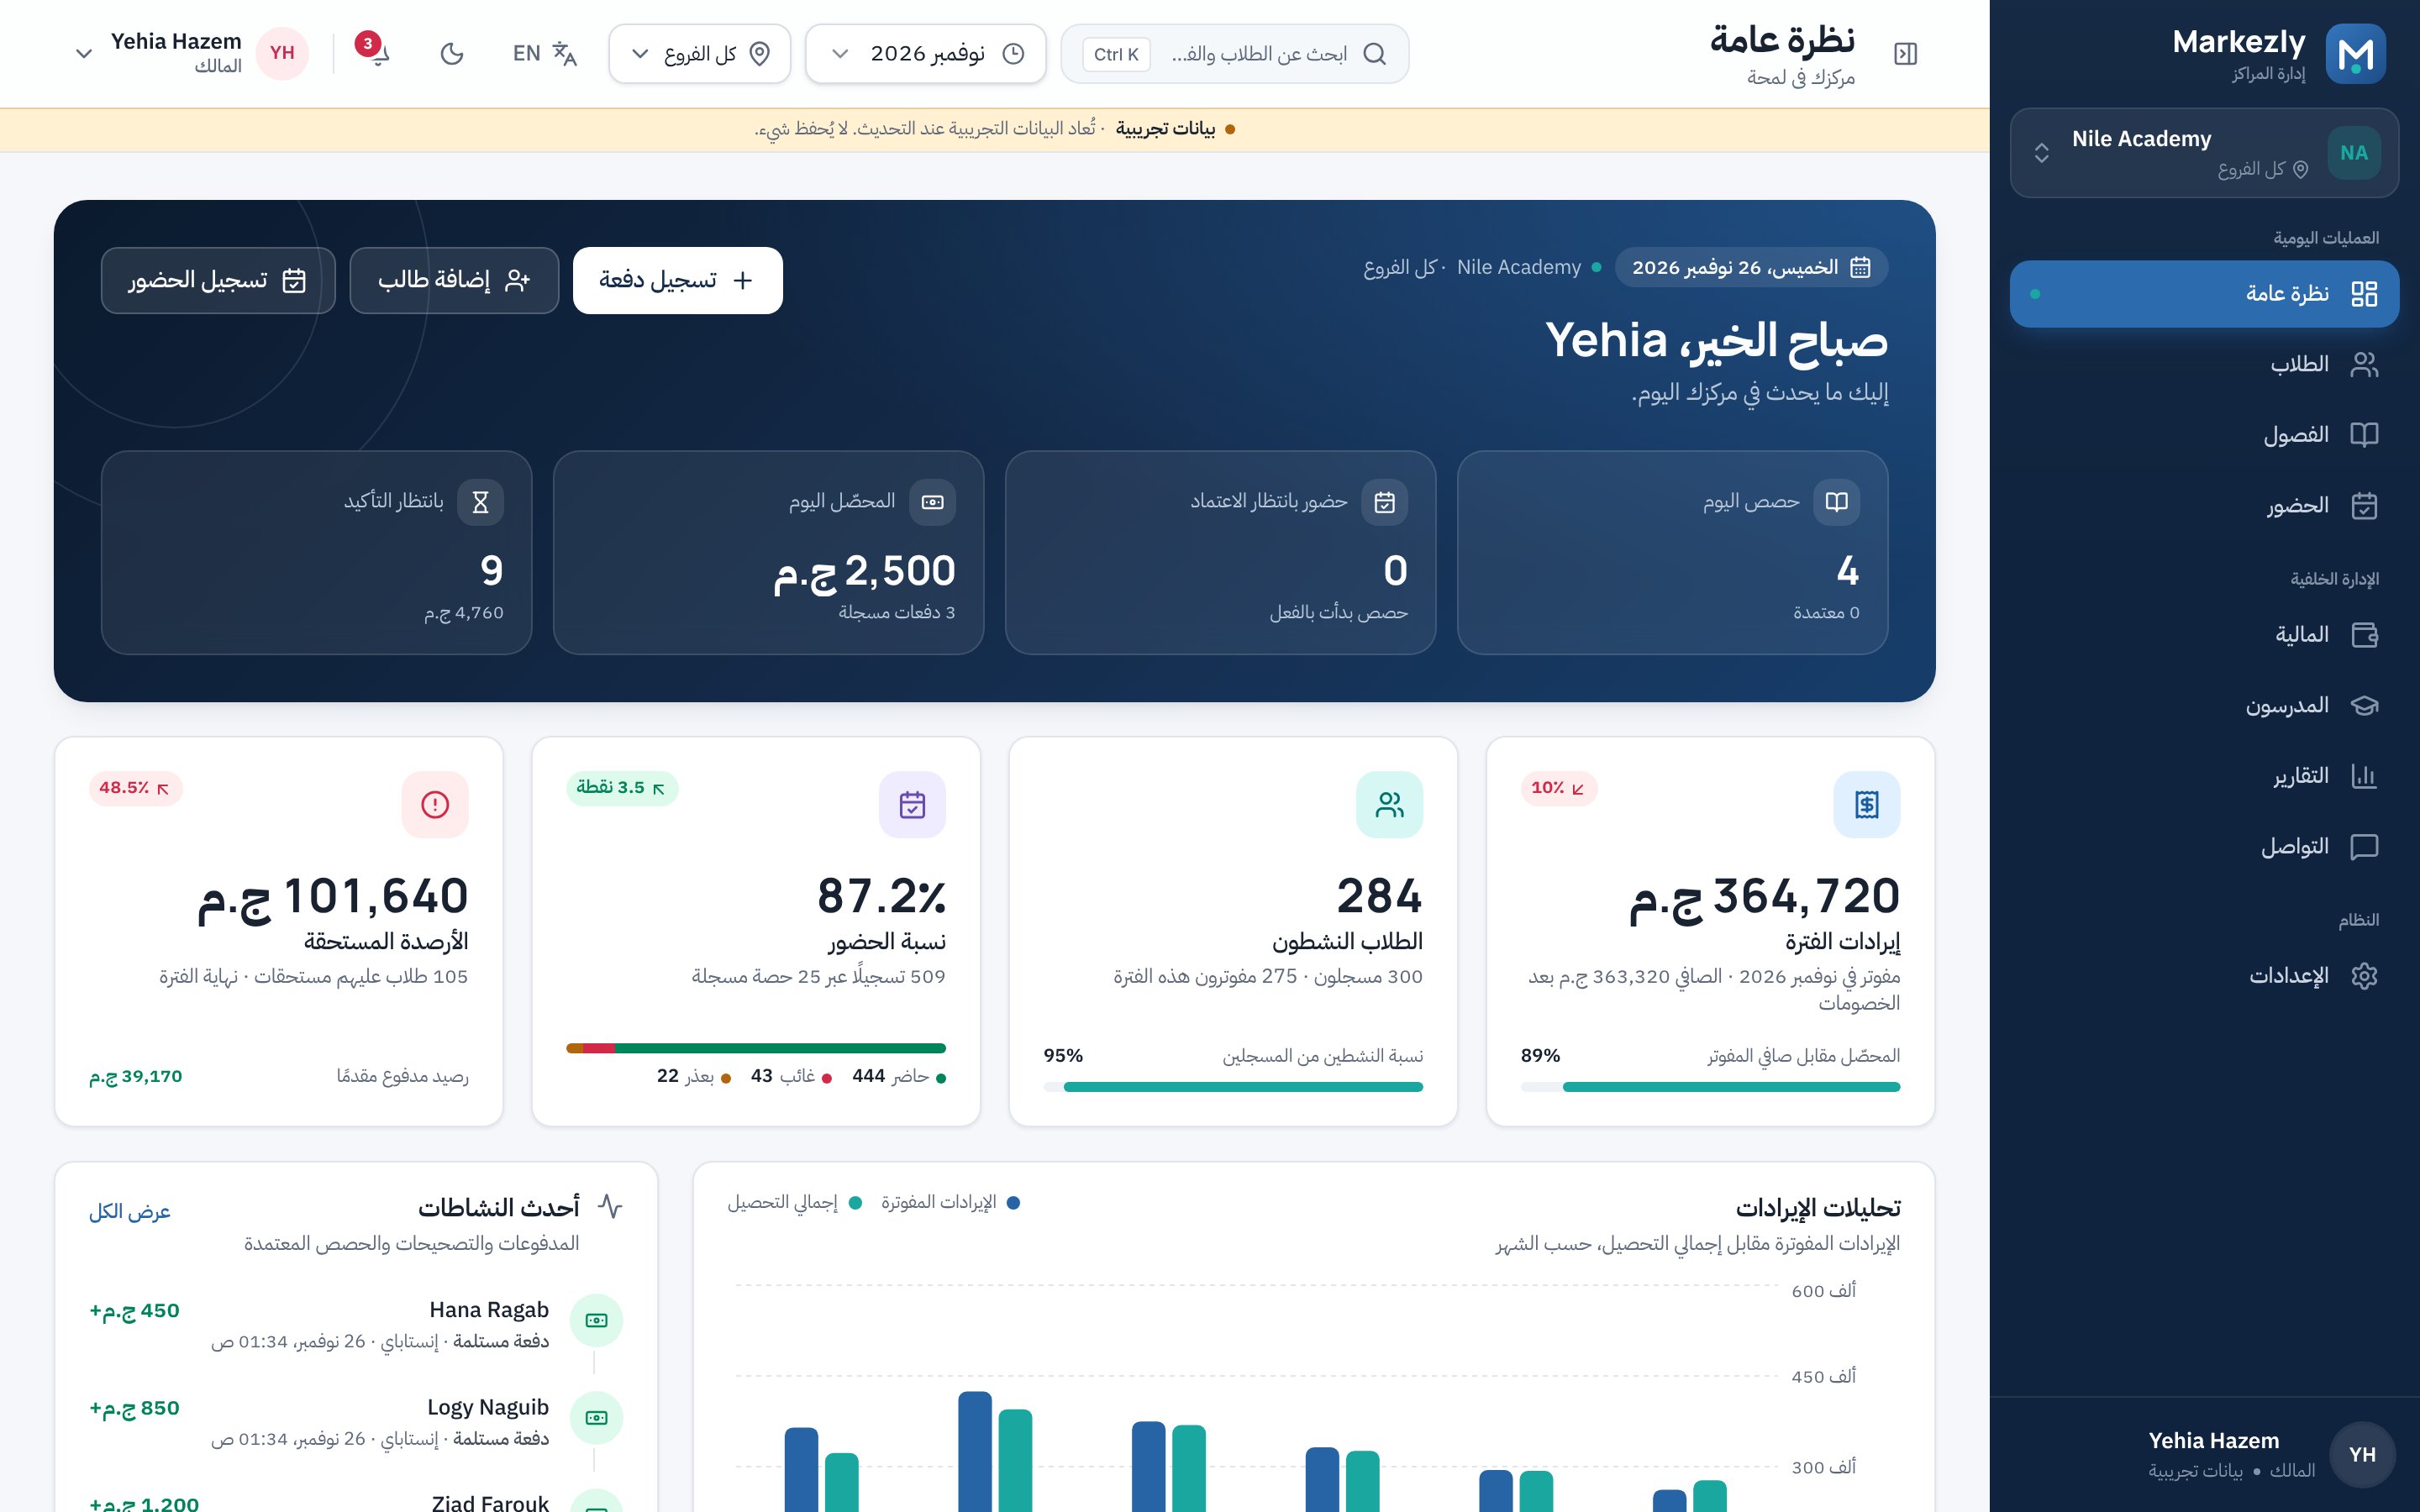 Markezly
إدارة المراكز
NA
Nile Academy
كل الفروع
العمليات اليومية
نظرة عامة
الطلاب
الفصول
الحضور
الإدارة الخلفية
المالية
المدرسون
التقارير
التواصل
النظام
الإعدادات
YH
Yehia Hazem
المالك • بيانات تجريبية
نظرة عامة
مركزك في لمحة
ابحث عن الطلاب والفـ...
Ctrl K
نوفمبر 2026
كل الفروع
EN
3
YH
Yehia Hazem
المالك
بيانات تجريبية · تُعاد البيانات التجريبية عند التحديث. لا يُحفظ شيء.
الخميس، 26 نوفمبر 2026
Nile Academy · كل الفروع
تسجيل دفعة
إضافة طالب
تسجيل الحضور
صباح الخير، Yehia
إليك ما يحدث في مركزك اليوم.
حصص اليوم
4
0 معتمدة
حضور بانتظار الاعتماد
0
حصص بدأت بالفعل
المحصّل اليوم
2,500 ج.م
3 دفعات مسجلة
بانتظار التأكيد
9
4,760 ج.م
10٪
364,720 ج.م
إيرادات الفترة
مفوتر في نوفمبر 2026 · الصافي 363,320 ج.م بعد
الخصومات
المحصّل مقابل صافي المفوتر
89%
284
الطلاب النشطون
300 مسجلون · 275 مفوترون هذه الفترة
نسبة النشطين من المسجلين
95%
3.5 نقطة
87.2٪
نسبة الحضور
509 تسجيلًا عبر 25 حصة مسجلة
حاضر 444
غائب 43
بعذر 22
48.5٪
101,640 ج.م
الأرصدة المستحقة
105 طلاب عليهم مستحقات · نهاية الفترة
رصيد مدفوع مقدمًا
39,170 ج.م
تحليلات الإيرادات
الإيرادات المفوترة مقابل إجمالي التحصيل، حسب الشهر
الإيرادات المفوترة
إجمالي التحصيل
600 ألف
450 ألف
300 ألف
أحدث النشاطات
المدفوعات والتصحيحات والحصص المعتمدة
عرض الكل
Hana Ragab
دفعة مستلمة · إنستاباي · 26 نوفمبر، 01:34 ص
450 ج.م+
Logy Naguib
دفعة مستلمة · إنستاباي · 26 نوفمبر، 01:34 ص
850 ج.م+
Ziad Farouk
1,200 ج.م+